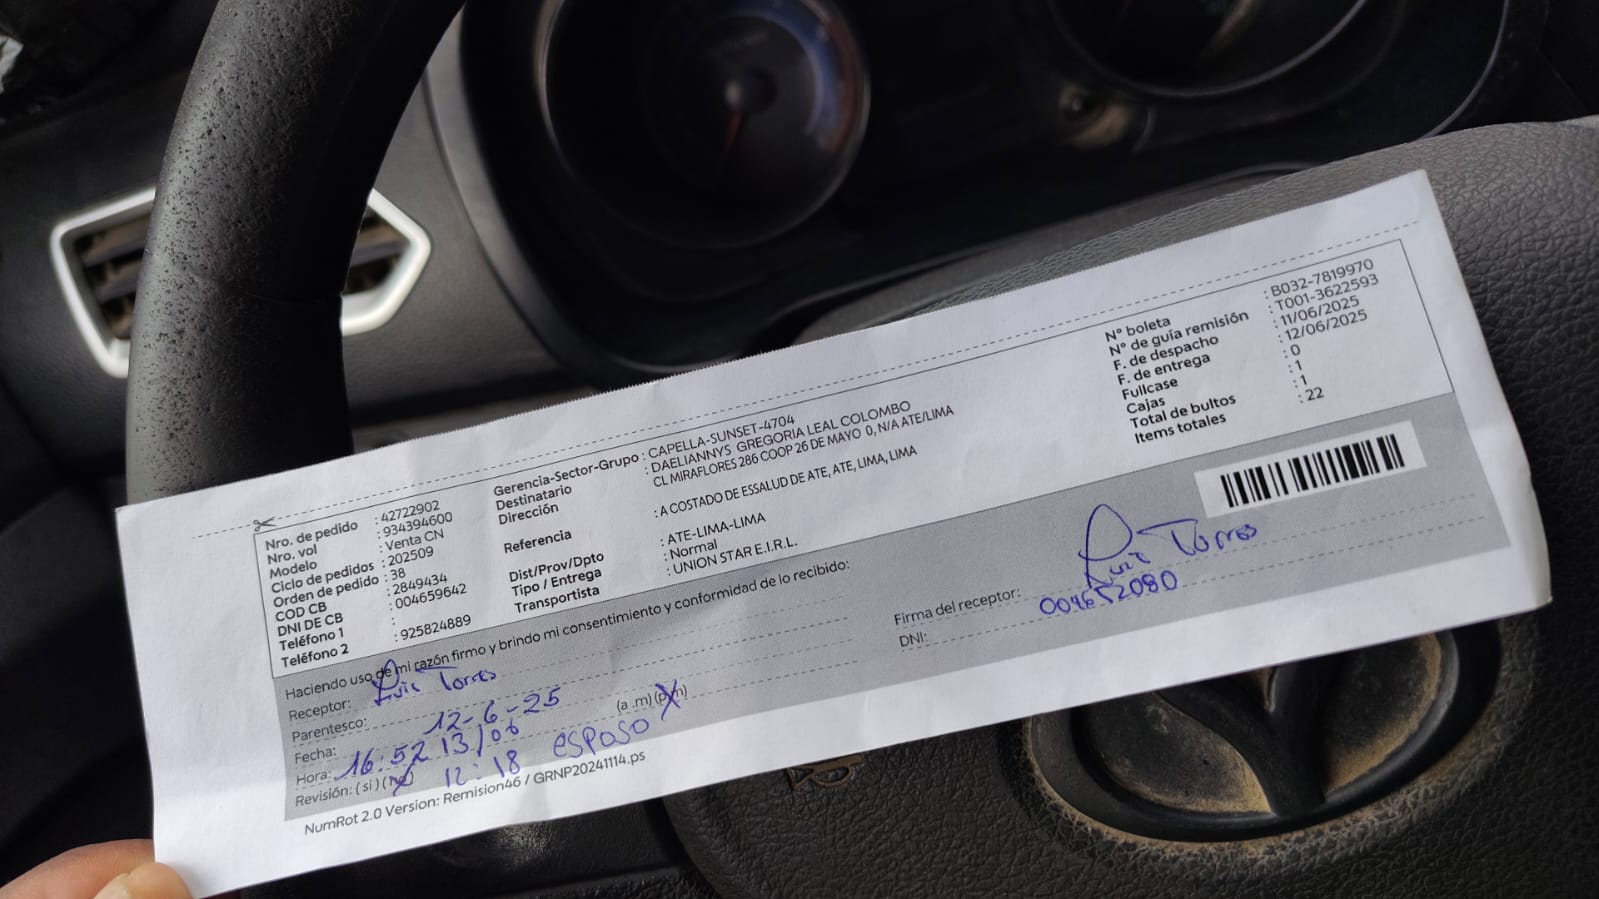 Nro. de pedido : 42722902
Nro. vol : 934394600
Modelo : Venta CN
Ciclo de pedidos : 202509
Orden de pedido : 38
COD CB : 2849434
DNI DE CB : 004659642
Teléfono 1 :
Teléfono 2 : 925824889
Gerencia-Sector-Grupo : CAPELLA-SUNSET-4704
Destinatario : DAELIANNYS GREGORIA LEAL COLOMBO
Dirección : CL MIRAFLORES 286 COOP 26 DE MAYO 0, N/A ATE/LIMA
Referencia : A COSTADO DE ESSALUD DE ATE, ATE, LIMA, LIMA
Dist/Prov/Dpto : ATE-LIMA-LIMA
Tipo / Entrega : Normal
Transportista : UNION STAR E.I.R.L.
N° boleta : B032-7819970
N° de guía remisión : T001-3622593
F. de despacho : 11/06/2025
F. de entrega : 12/06/2025
Fullcase : 0
Cajas : 1
Total de bultos : 1
Items totales : 22
Haciendo uso de mi razón firmo y brindo mi consentimiento y conformidad de lo recibido:
Receptor: Luis Torres
Parentesco:
Fecha: 12-6-25
Hora: 16:52 13/06 (a .m) (p.m)
Revisión: ( si ) ( no ) 12:18 esposo
Firma del receptor: Luis Torres
DNI: 004652080
NumRot 2.0 Version: Remision46 / GRNP20241114.ps